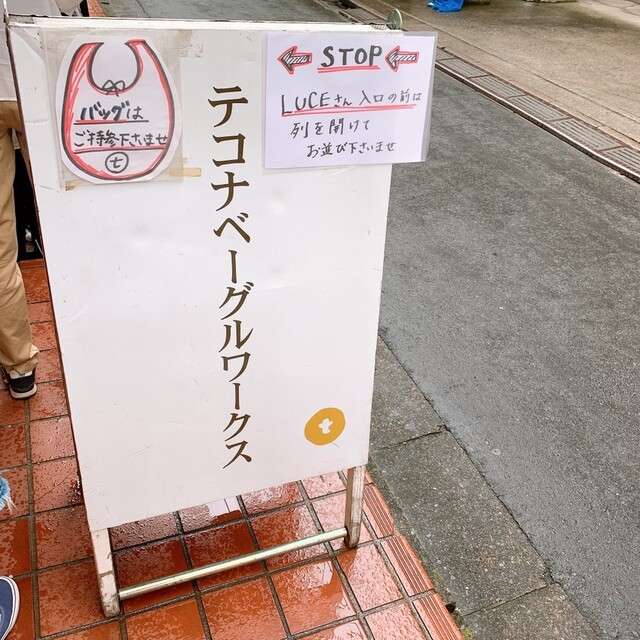 バッグは
ご持参下さいませ
七
STOP
LUCEさん 入口の前は
列を開けて
お並び下さいませ
テコナベーグルワークス
t